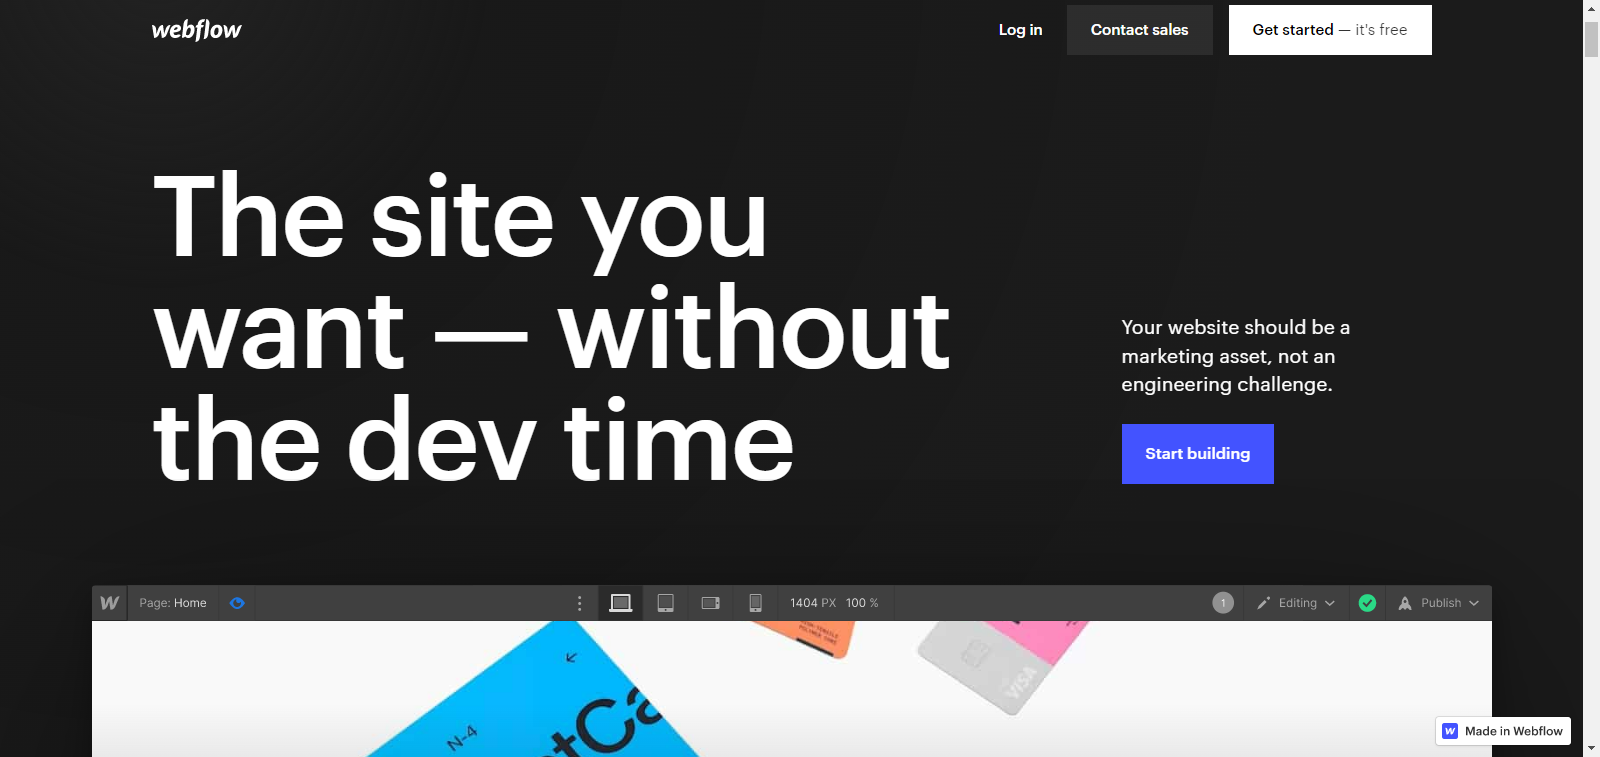 webflow
Log in
Contact sales
Get started — it's free
The site you
want — without
the dev time
Your website should be a
marketing asset, not an
engineering challenge.
Start building
W
Page: Home
1404 PX 100 %
1
Editing
Publish
VISA
N-4
tCa
W Made in Webflow